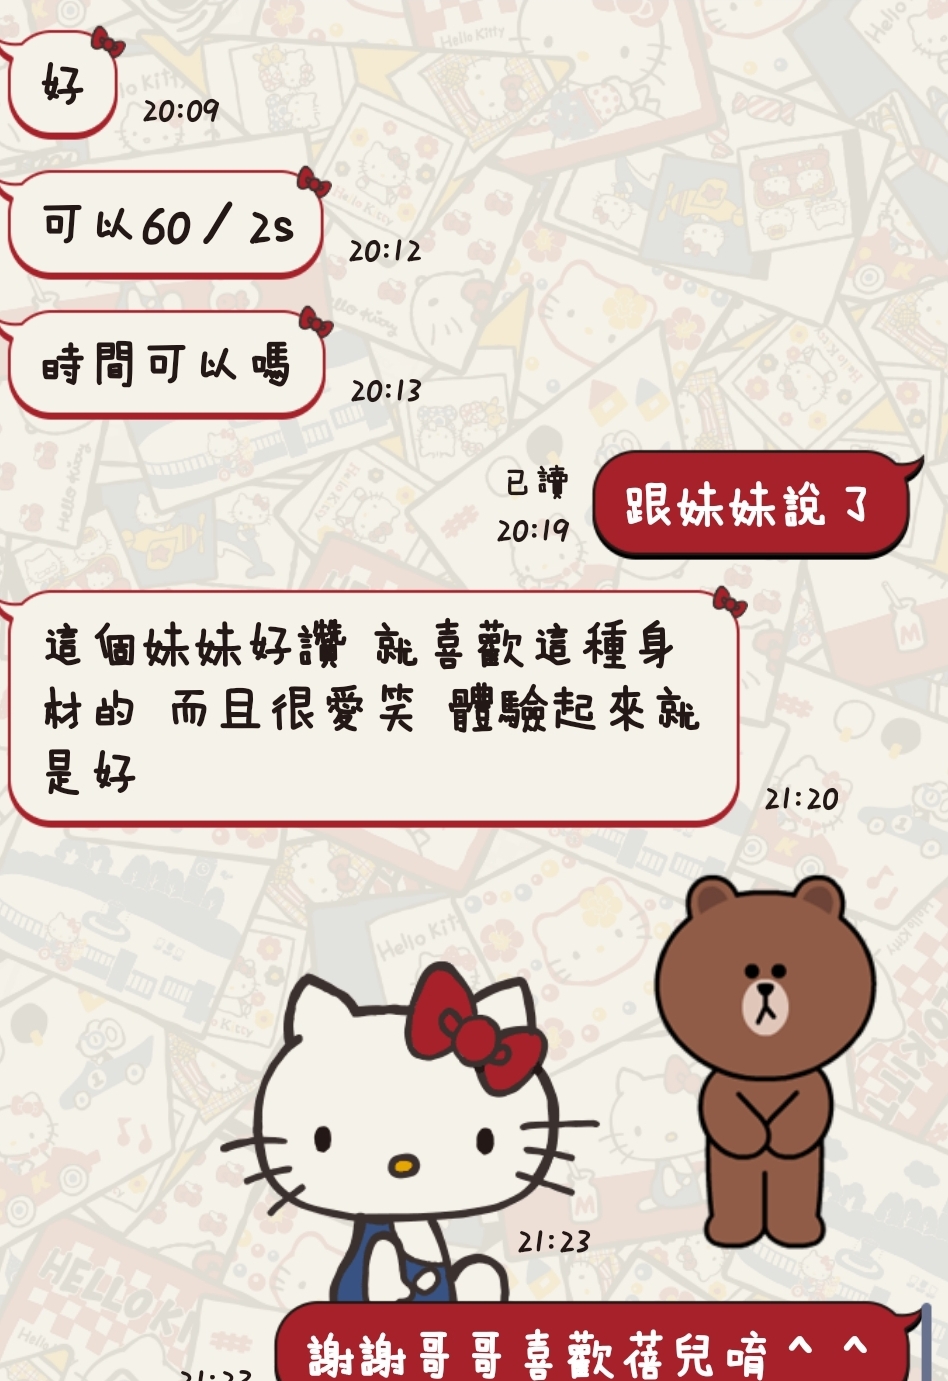 好
20:09
可以60/2s
20:12
時間可以嗎
20:13
已讀
20:19
跟妹妹說了
這個妹妹好讚 就喜歡這種身
材的 而且很愛笑 體驗起來就
是好
21:20
Hello Kitty
21:23
謝謝哥哥喜歡蓓兒唷^ ^